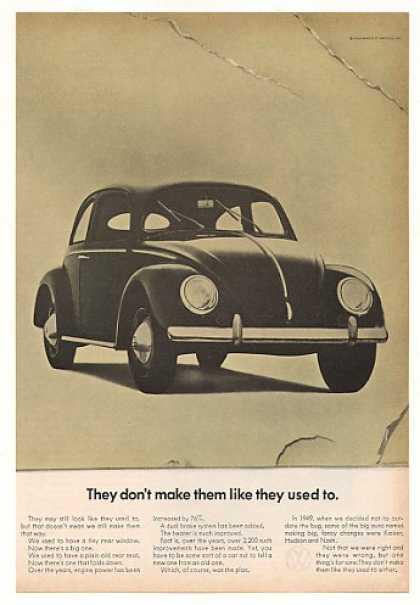 They don't make them like they used to.
They may still look like they used to,
but that doesn't mean we still make them
that way.
We used to have a tiny rear window.
Now there's a big one.
We used to have a plain old rear seat.
Now there's one that folds down.
Over the years, engine power has been
increased by 76%.
A dual brake system has been added.
The heater is much improved.
Fact is, over the years, over 2,200 such
improvements have been made. Yet, you
have to be some sort of a car nut to tell a
new one from an old one.
Which, of course, was the plan.
In 1949, when we decided not to out-
date the bug, some of the big auto names
making big, fancy changes were Kaiser,
Hudson and Nash.
Not that we were right and
they were wrong, but one
thing's for sure: They don't make
them like they used to either.